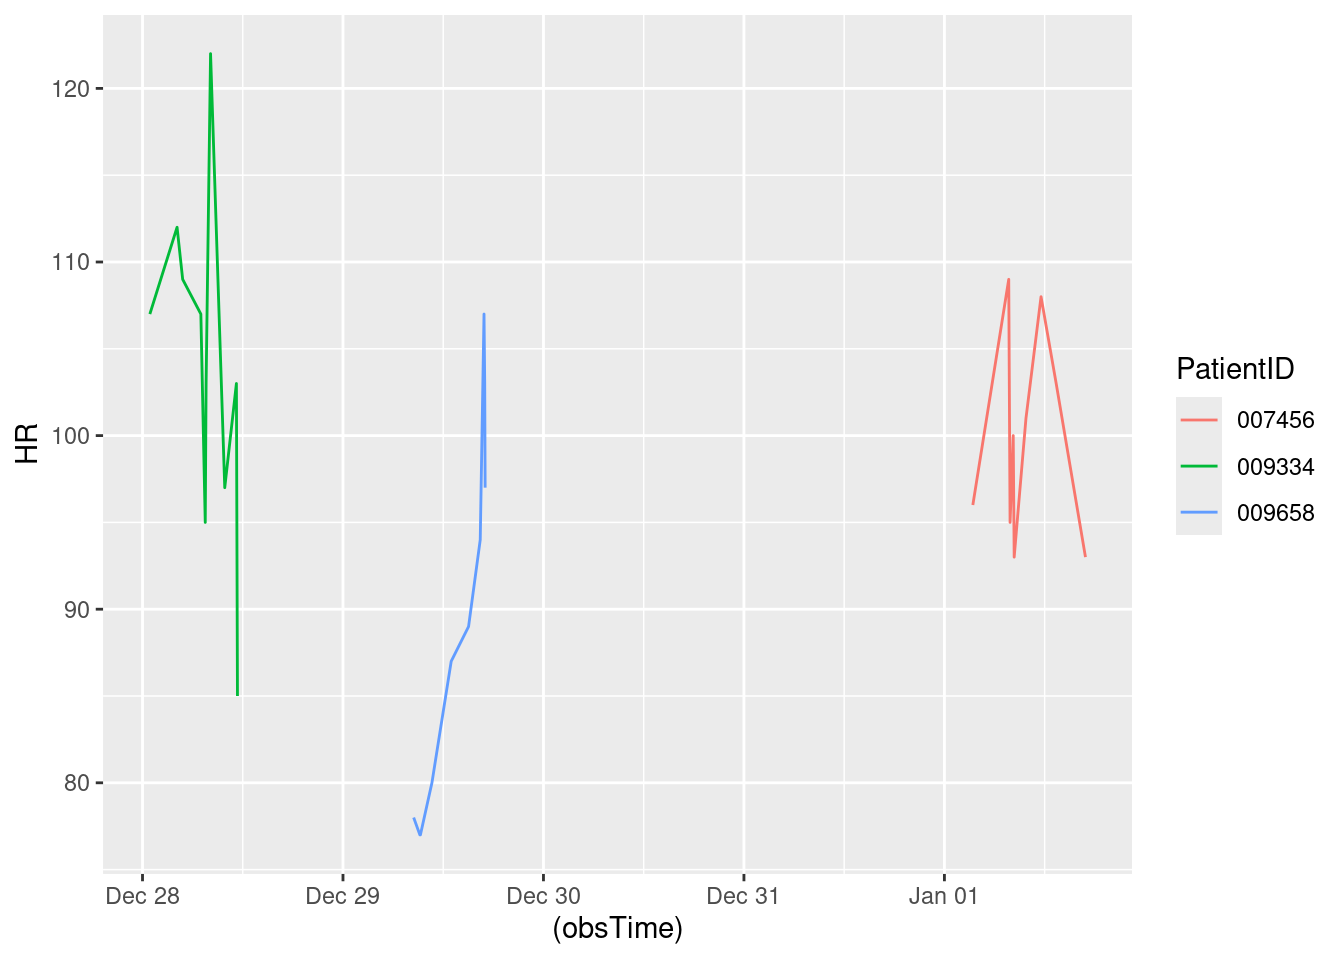 120
110
100
90
80
HR
Dec 28
Dec 29
Dec 30
Dec 31
Jan 01
(obsTime)
PatientID
007456
009334
009658